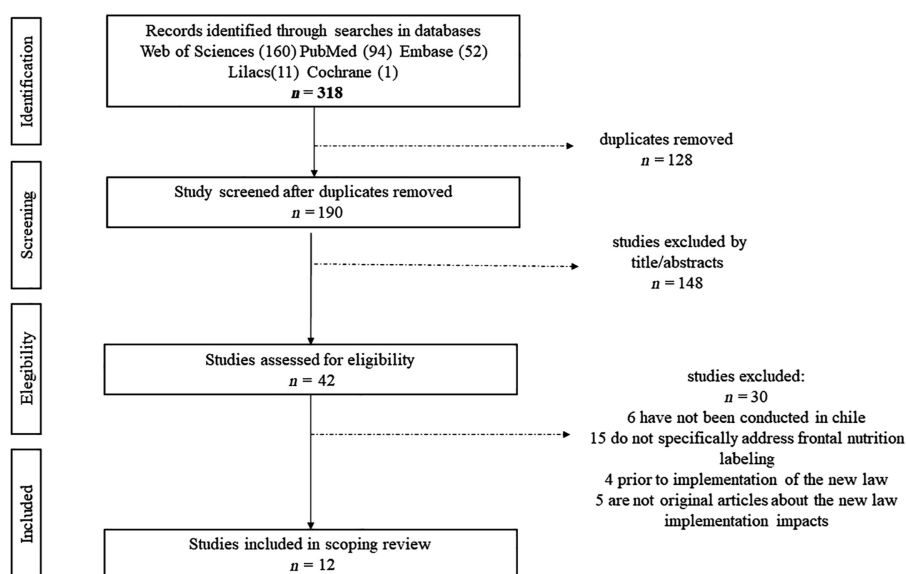 Identification
Records identified through searches in databases
Web of Sciences (160) PubMed (94) Embase (52)
Lilacs(11) Cochrane (1)
n = 318
duplicates removed
n = 128
Screening
Study screened after duplicates removed
n = 190
studies excluded by
title/abstracts
n = 148
Elegibility
Studies assessed for eligibility
n = 42
studies excluded:
n = 30
6 have not been conducted in chile
15 do not specifically address frontal nutrition
labeling
4 prior to implementation of the new law
5 are not original articles about the new law
implementation impacts
Included
Studies included in scoping review
n = 12